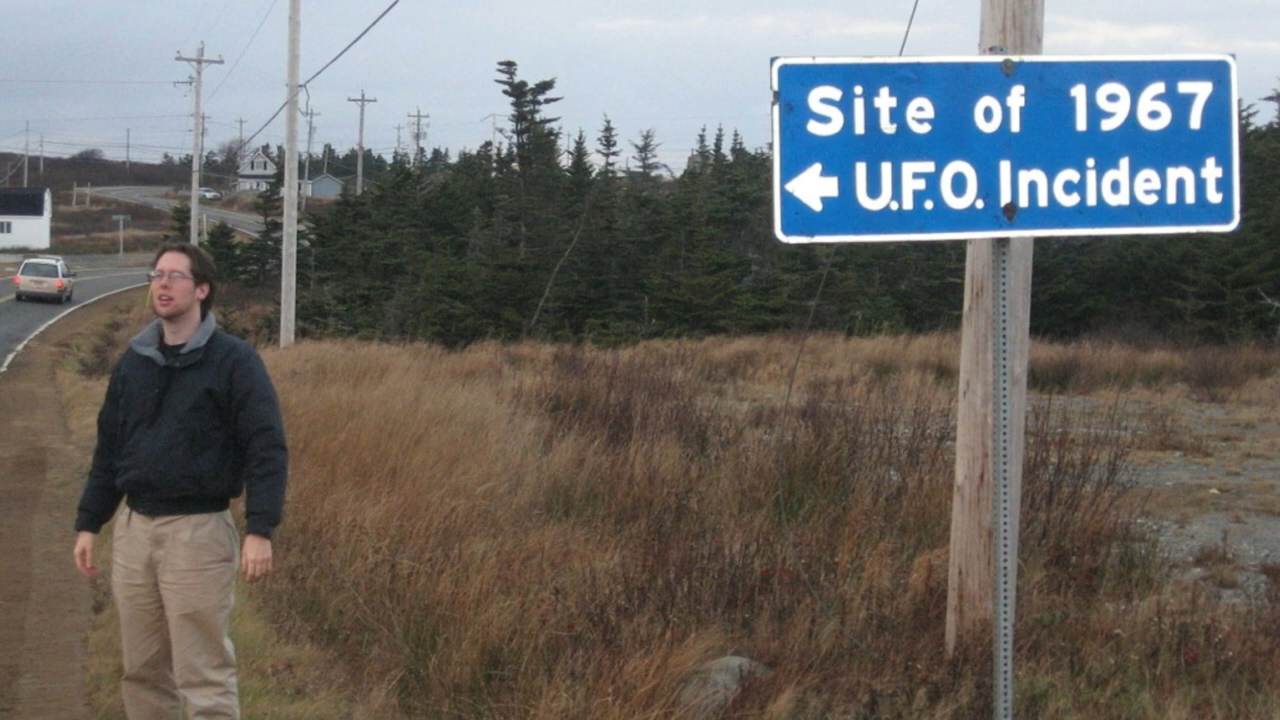 Site of 1967
← U.F.O. Incident